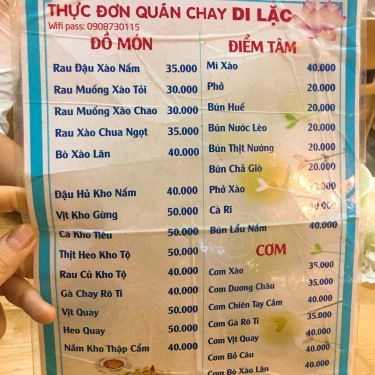 THỰC ĐƠN QUÁN CHAY DI LẶC
Wifi pass: 0908730115
ĐỒ MÓN
Rau Đậu Xào Nấm 35.000
Rau Muống Xào Tỏi 30.000
Rau Muống Xào Chao 30.000
Rau Xào Chua Ngọt 35.000
Bò Xào Lăn 40.000
Đậu Hủ Kho Nấm 40.000
Vịt Kho Gừng 50.000
Cá Kho Tiêu 50.000
Thịt Heo Kho Tộ 50.000
Rau Củ Kho Tộ 40.000
Gà Chay Rô Ti 40.000
Vịt Quay 50.000
Heo Quay 50.000
Nấm Kho Thập Cẩm 40.000
ĐIỂM TÂM
Mì Xào 40.000
Phở 20.000
Bún Huế 20.000
Bún Nước Lèo 20.000
Bún Thịt Nướng 20.000
Bún Chả Giò 20.000
Phở Xào
Cà Ri
Bún Lẩu Nấm 40.000
CƠM
Cơm Xào 35.000
Cơm Dương Châu 35.000
Cơm Chiên Tay Cầm 40.000
Cơm Gà Rô Ti 35.000
Cơm Vịt Quay 40.000
Cơm Bồ Câu 40.000
Cơm Bò Xào Lăn 40.000